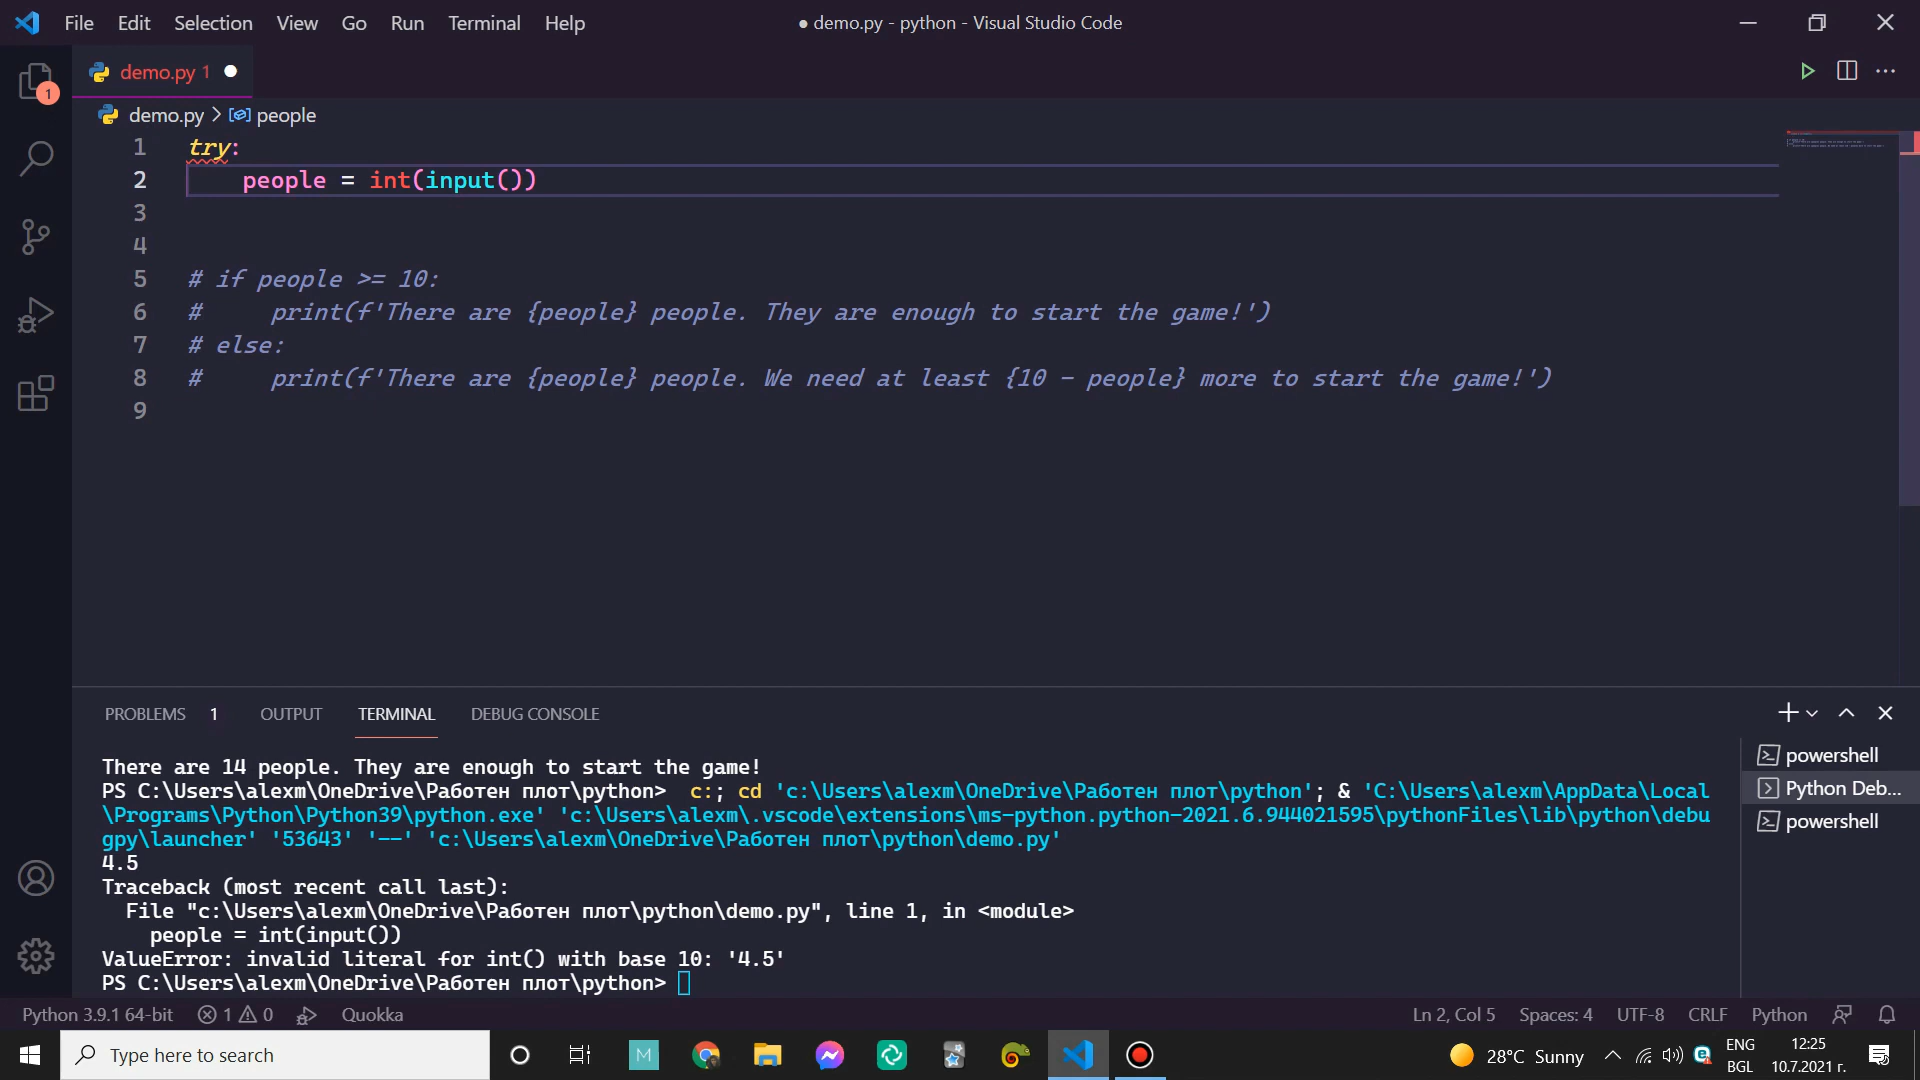 File Edit Selection View Go Run Terminal Help
● demo.py - python - Visual Studio Code
demo.py 1
1
demo.py > people
1 try:
2 people = int(input())
3
4
5 # if people >= 10:
6 # print(f'There are {people} people. They are enough to start the game!')
7 # else:
8 # print(f'There are {people} people. We need at least {10 - people} more to start the game!')
9
PROBLEMS 1 OUTPUT TERMINAL DEBUG CONSOLE
There are 14 people. They are enough to start the game!
PS C:\Users\alexm\OneDrive\Работен плот\python> c:; cd 'c:\Users\alexm\OneDrive\Работен плот\python'; & 'C:\Users\alexm\AppData\Local
\Programs\Python\Python39\python.exe' 'c:\Users\alexm\.vscode\extensions\ms-python.python-2021.6.944021595\pythonFiles\lib\python\debu
gpy\launcher' '53643' '--' 'c:\Users\alexm\OneDrive\Работен плот\python\demo.py'
4.5
Traceback (most recent call last):
File "c:\Users\alexm\OneDrive\Работен плот\python\demo.py", line 1, in <module>
people = int(input())
ValueError: invalid literal for int() with base 10: '4.5'
PS C:\Users\alexm\OneDrive\Работен плот\python>
powershell
Python Deb...
powershell
Python 3.9.1 64-bit 1 0 Quokka
Ln 2, Col 5 Spaces: 4 UTF-8 CRLF Python
Type here to search
M
28°C Sunny
ENG
BGL
12:25
10.7.2021 г.